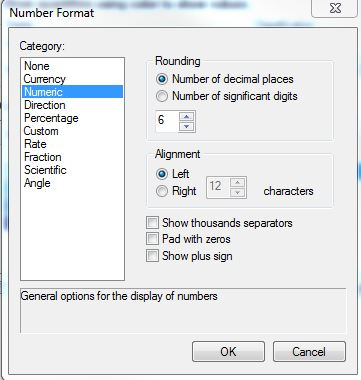 Number Format
Category:
None
Currency
Numeric
Direction
Percentage
Custom
Rate
Fraction
Scientific
Angle
Rounding
Number of decimal places
Number of significant digits
6
Alignment
Left
Right 12 characters
Show thousands separators
Pad with zeros
Show plus sign
General options for the display of numbers
OK Cancel